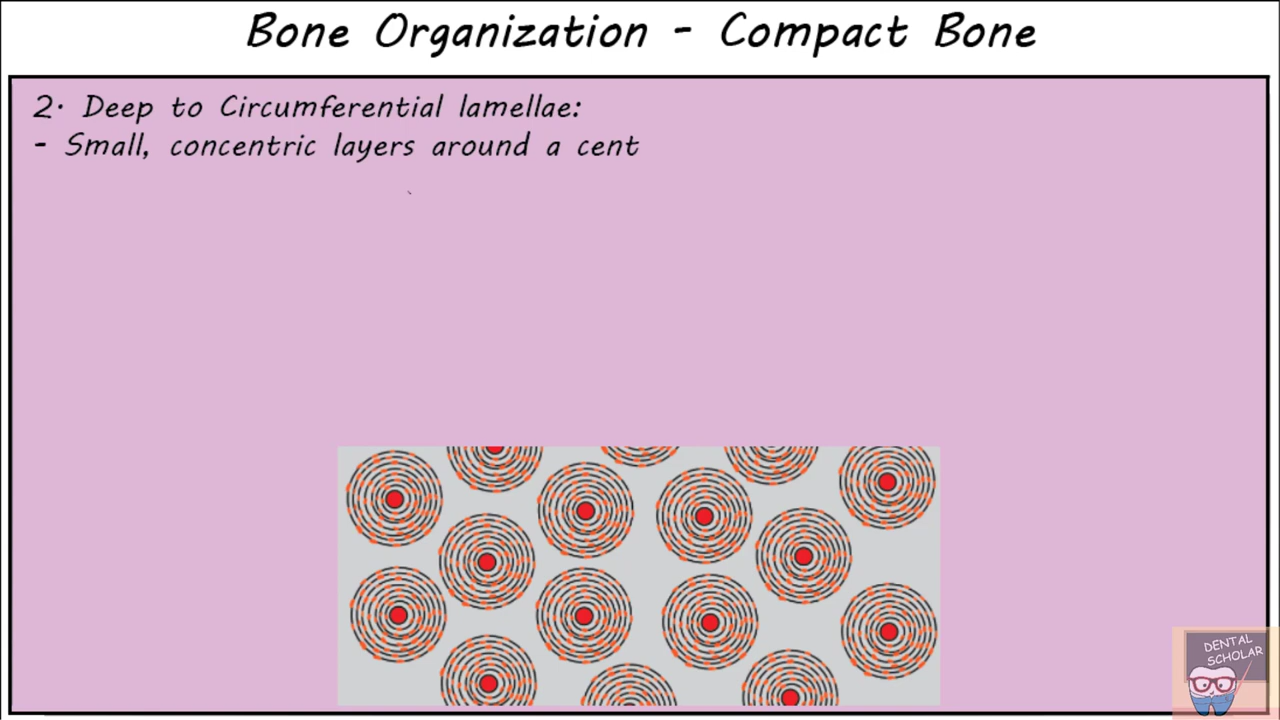 Bone Organization - Compact Bone
2. Deep to Circumferential lamellae:
- Small, concentric layers around a cent
DENTAL
SCHOLAR